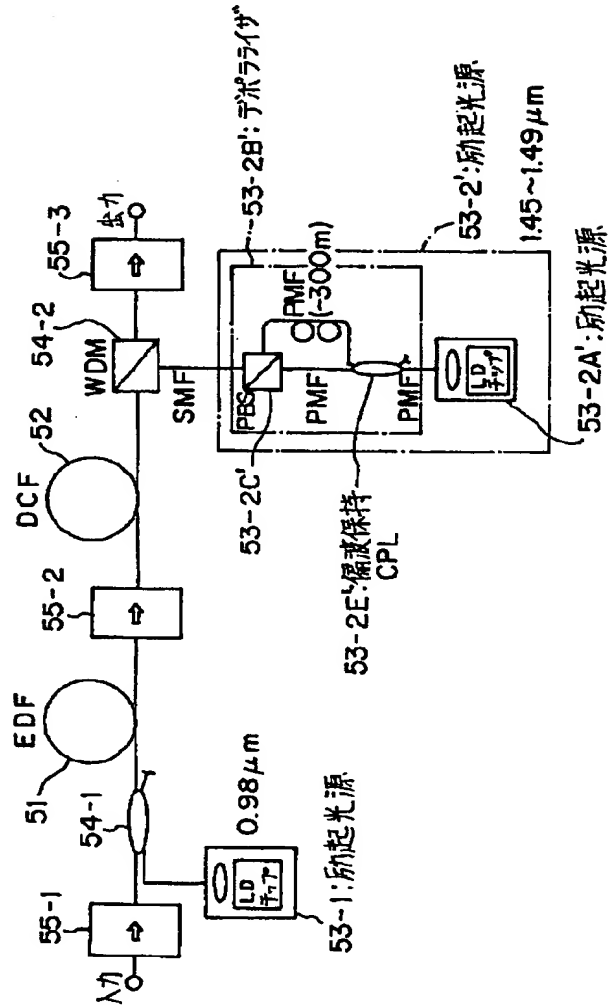 入力
55-1
54-1
53-1:励起光源
LD
チップ
0.98μm
51
EDF
55-2
DCF
52
WDM
54-2
55-3
出力
SMF
53-2B':デポラライザ
53-2':励起光源
1.45~1.49μm
PBS
53-2C'
PMF
(~300m)
PMF
53-2E':偏波保持
CPL
PMF
LD
チップ
53-2A':励起光源